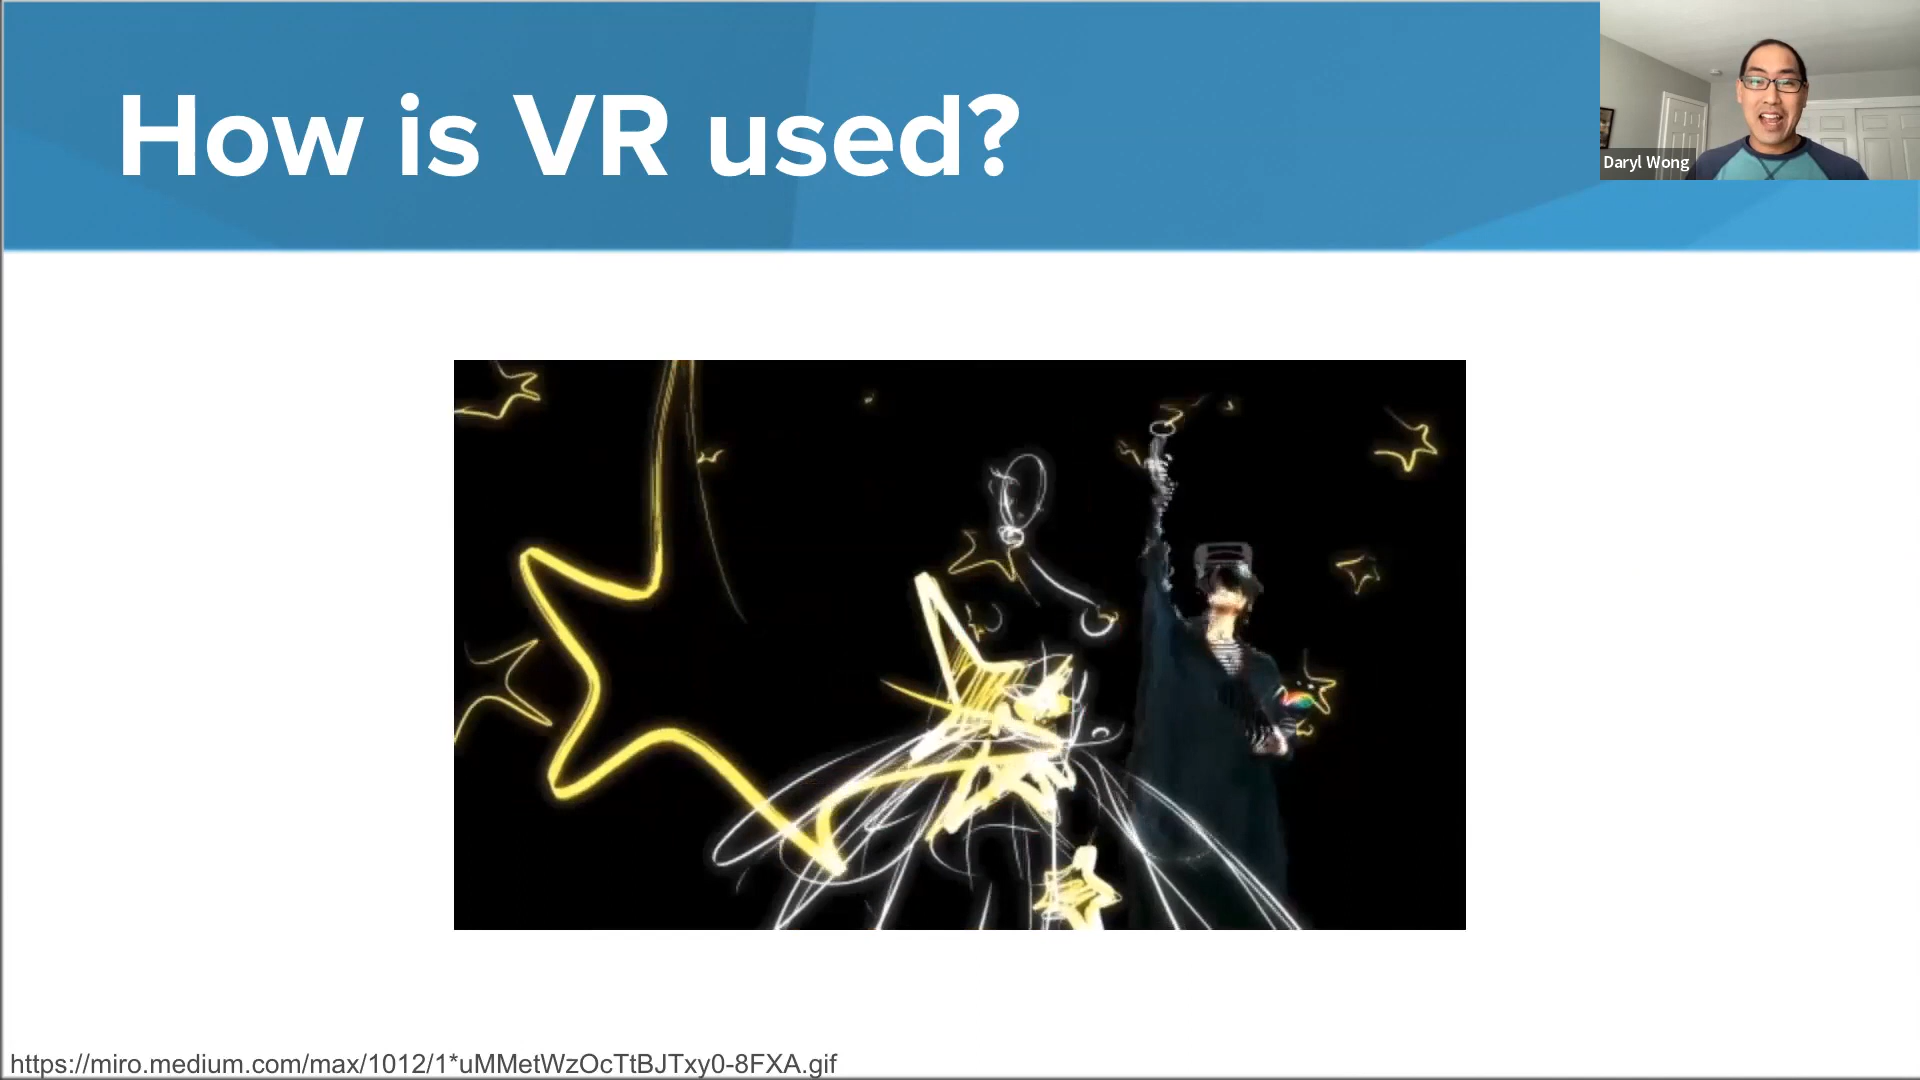 How is VR used?
Daryl Wong
https://miro.medium.com/max/1012/1*uMMetWzOcTtBJTxy0-8FXA.gif